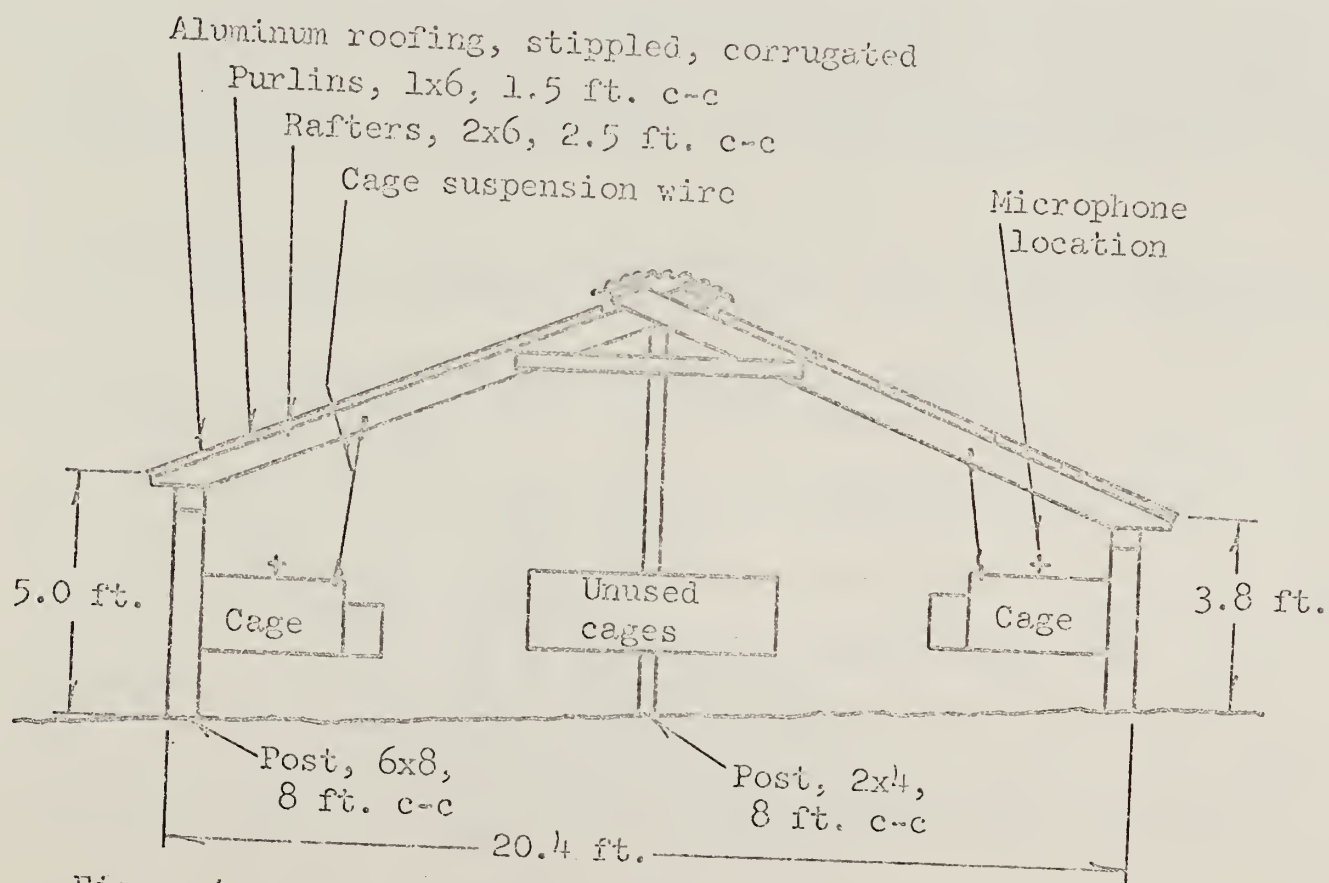 Aluminum roofing, stippled, corrugated
Purlins, 1x6, 1.5 ft. c-c
Rafters, 2x6, 2.5 ft. c-c
Cage suspension wire
Microphone
location
5.0 ft.
Cage
Unused
cages
Cage
3.8 ft.
Post, 6x8,
8 ft. c-c
Post, 2x4,
8 ft. c-c
20.4 ft.